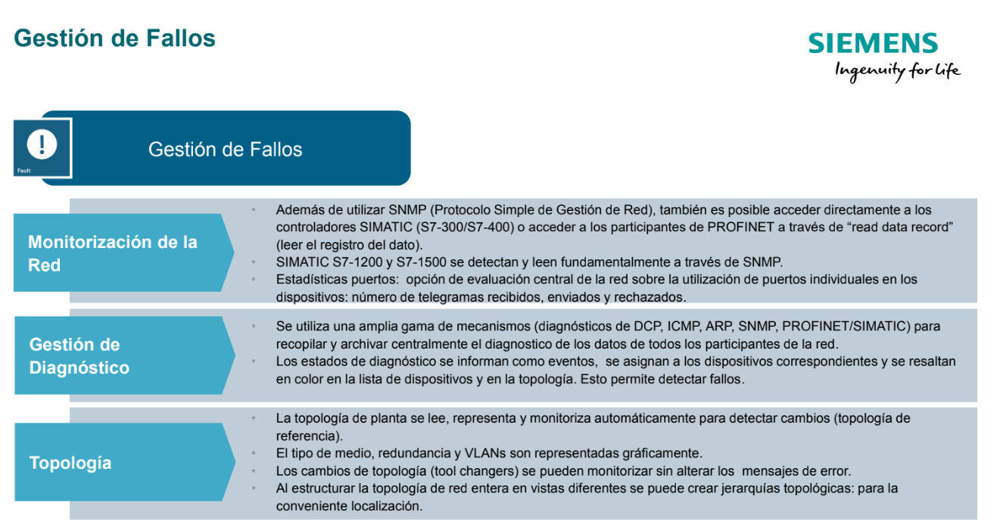 Gestión de Fallos
SIEMENS
Ingenuity for life
Fault
Gestión de Fallos
Monitorización de la
Red
• Además de utilizar SNMP (Protocolo Simple de Gestión de Red), también es posible acceder directamente a los
controladores SIMATIC (S7-300/S7-400) o acceder a los participantes de PROFINET a través de “read data record”
(leer el registro del dato).
• SIMATIC S7-1200 y S7-1500 se detectan y leen fundamentalmente a través de SNMP.
• Estadísticas puertos: opción de evaluación central de la red sobre la utilización de puertos individuales en los
dispositivos: número de telegramas recibidos, enviados y rechazados.
Gestión de
Diagnóstico
• Se utiliza una amplia gama de mecanismos (diagnósticos de DCP, ICMP, ARP, SNMP, PROFINET/SIMATIC) para
recopilar y archivar centralmente el diagnostico de los datos de todos los participantes de la red.
• Los estados de diagnóstico se informan como eventos, se asignan a los dispositivos correspondientes y se resaltan
en color en la lista de dispositivos y en la topología. Esto permite detectar fallos.
Topología
• La topología de planta se lee, representa y monitoriza automáticamente para detectar cambios (topología de
referencia).
• El tipo de medio, redundancia y VLANs son representadas gráficamente.
• Los cambios de topología (tool changers) se pueden monitorizar sin alterar los mensajes de error.
• Al estructurar la topología de red entera en vistas diferentes se puede crear jerarquías topológicas: para la
conveniente localización.